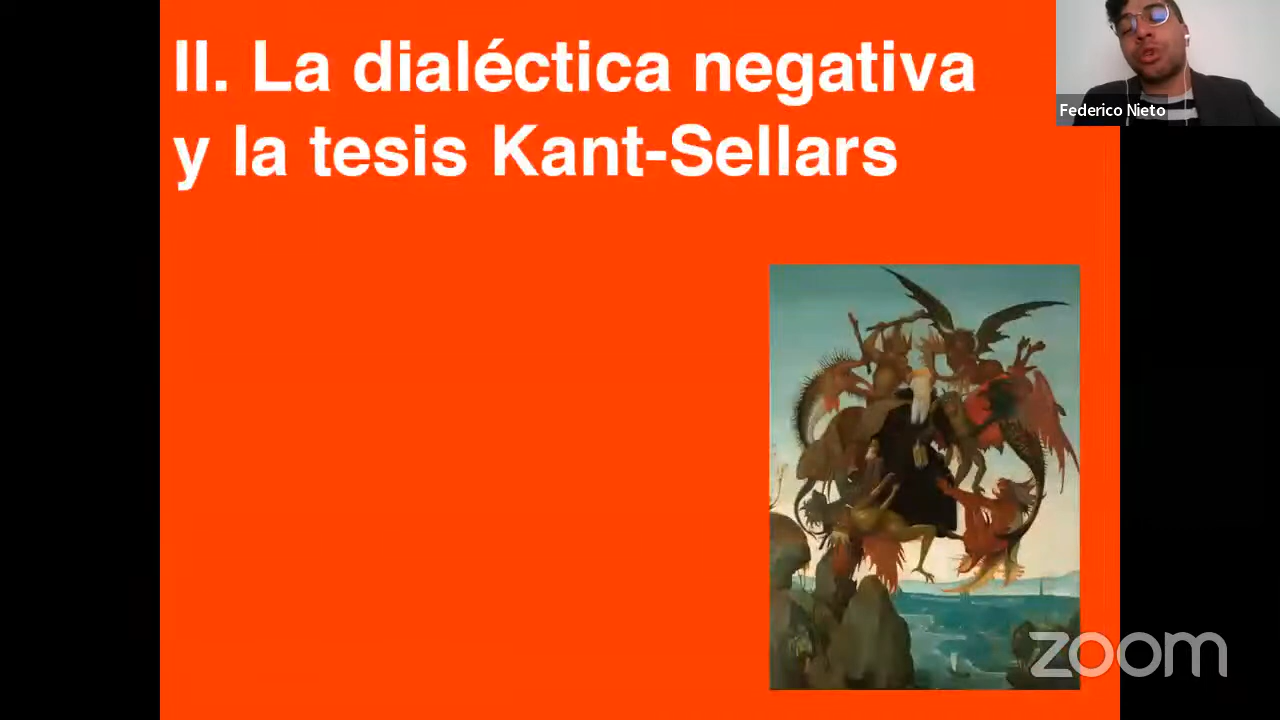 II. La dialéctica negativa
y la tesis Kant-Sellars
Federico Nieto
zoom